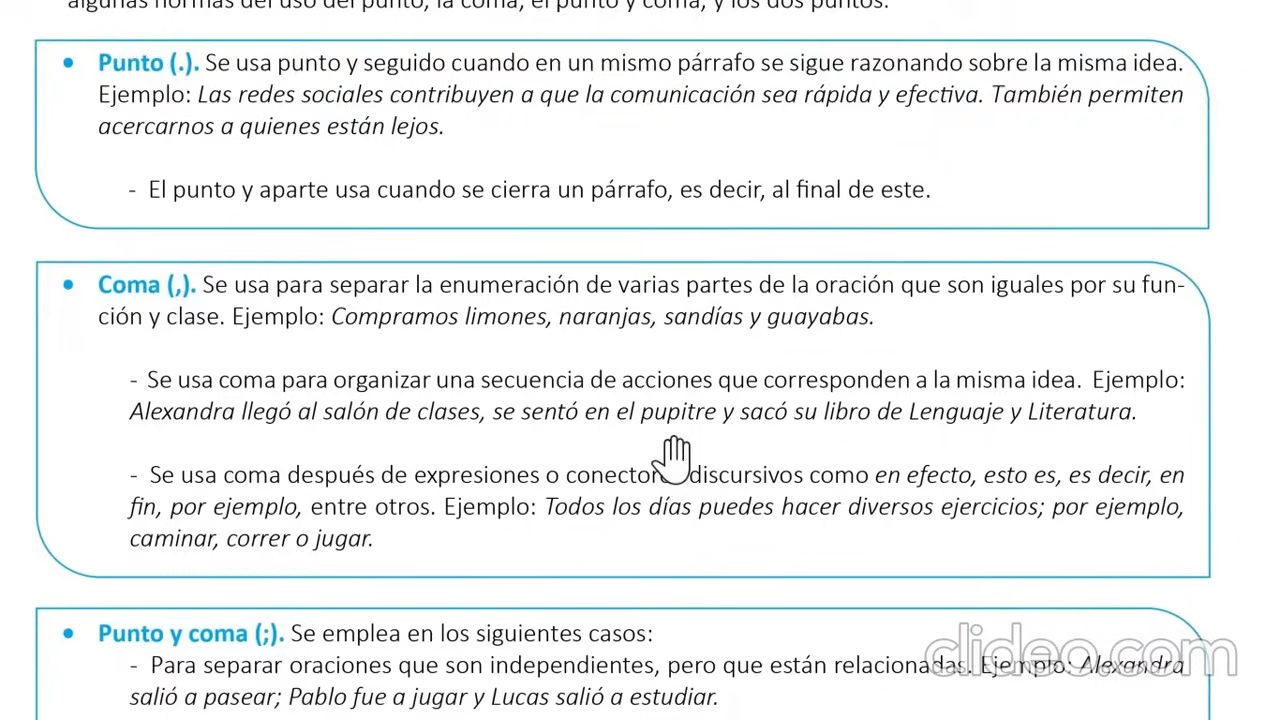 algunas normas del uso del punto, la coma, el punto y coma, y los dos puntos.
• Punto (.). Se usa punto y seguido cuando en un mismo párrafo se sigue razonando sobre la misma idea.
Ejemplo: Las redes sociales contribuyen a que la comunicación sea rápida y efectiva. También permiten
acercarnos a quienes están lejos.
- El punto y aparte usa cuando se cierra un párrafo, es decir, al final de este.
• Coma (,). Se usa para separar la enumeración de varias partes de la oración que son iguales por su fun-
ción y clase. Ejemplo: Compramos limones, naranjas, sandías y guayabas.
- Se usa coma para organizar una secuencia de acciones que corresponden a la misma idea. Ejemplo:
Alexandra llegó al salón de clases, se sentó en el pupitre y sacó su libro de Lenguaje y Literatura.
- Se usa coma después de expresiones o conector discursivos como en efecto, esto es, es decir, en
fin, por ejemplo, entre otros. Ejemplo: Todos los días puedes hacer diversos ejercicios; por ejemplo,
caminar, correr o jugar.
• Punto y coma (;). Se emplea en los siguientes casos:
- Para separar oraciones que son independientes, pero que están relacionadas. Ejemplo: Alexandra
salió a pasear; Pablo fue a jugar y Lucas salió a estudiar.
clideo.com